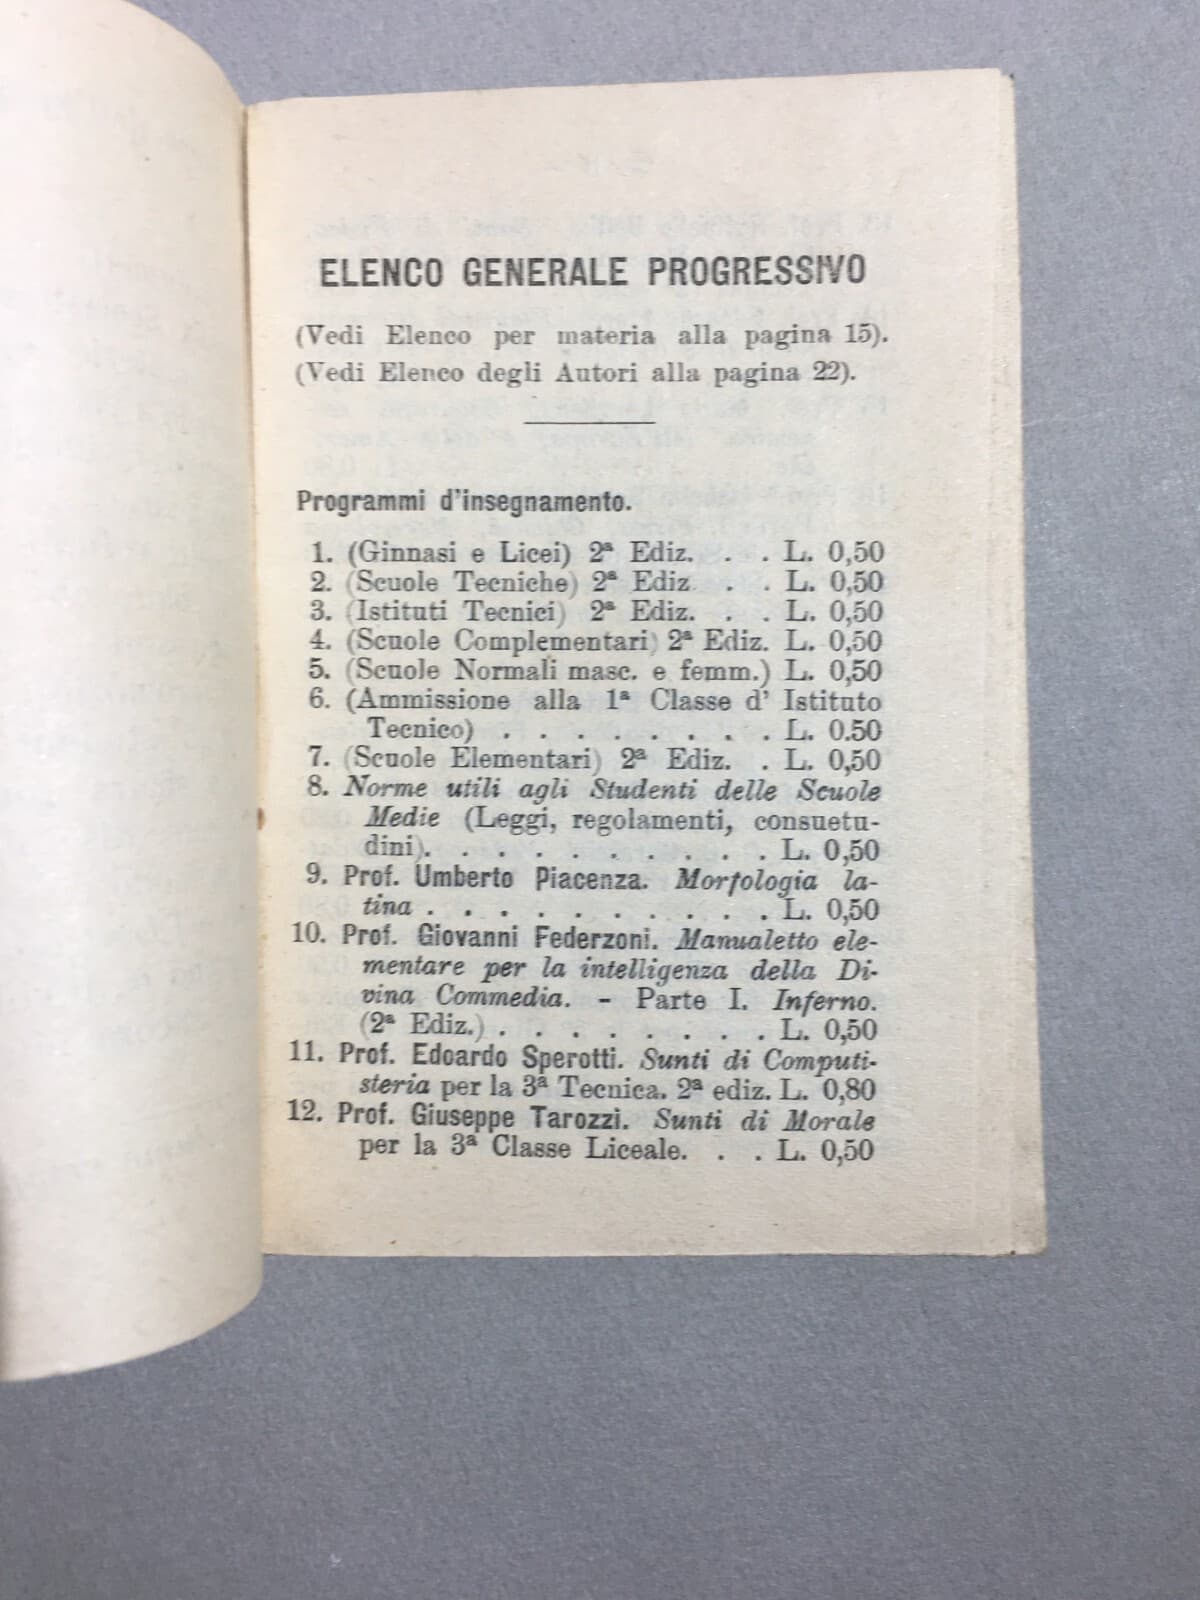 ELENCO GENERALE PROGRESSIVO
(Vedi Elenco per materia alla pagina 15).
(Vedi Elenco degli Autori alla pagina 22).
Programmi d'insegnamento.
1. (Ginnasi e Licei) 2ª Ediz. . . L. 0,50
2. (Scuole Tecniche) 2ª Ediz . . L. 0,50
3. (Istituti Tecnici) 2ª Ediz. . . L. 0,50
4. (Scuole Complementari) 2ª Ediz. L. 0,50
5. (Scuole Normali masc. e femm.) L. 0,50
6. (Ammissione alla 1ª Classe d' Istituto
Tecnico) . . . . . . . . L. 0.50
7. (Scuole Elementari) 2ª Ediz. . L. 0,50
8. Norme utili agli Studenti delle Scuole
Medie (Leggi, regolamenti, consuetu-
dini). . . . . . . . . . L. 0,50
9. Prof. Umberto Piacenza. Morfologia la-
tina . . . . . . . . . . L. 0,50
10. Prof. Giovanni Federzoni. Manualetto ele-
mentare per la intelligenza della Di-
vina Commedia. - Parte I. Inferno.
(2ª Ediz.) . . . . . . . . L. 0,50
11. Prof. Edoardo Sperotti. Sunti di Computi-
steria per la 3ª Tecnica. 2ª ediz. L. 0,80
12. Prof. Giuseppe Tarozzi. Sunti di Morale
per la 3ª Classe Liceale. . . L. 0,50